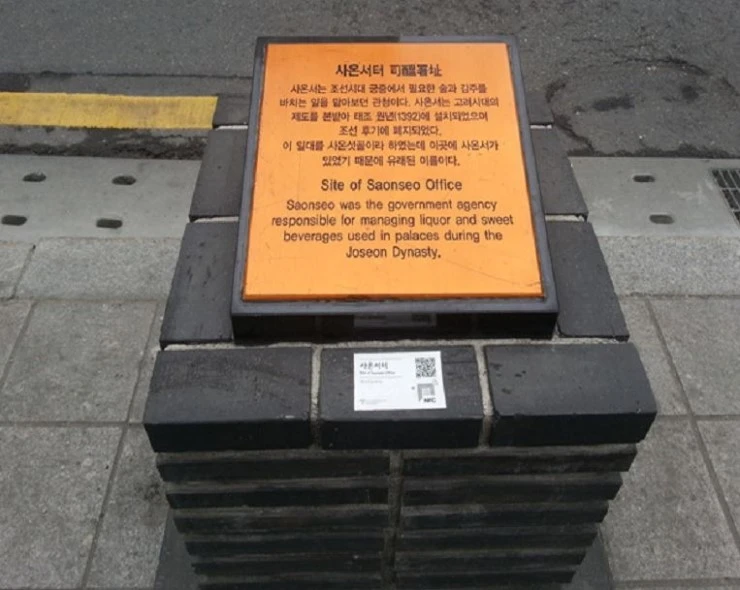 사온서터 司醞署址
사온서는 조선시대 궁중에서 필요한 술과 감주를
바치는 일을 맡아보던 관청이다. 사온서는 고려시대의
제도를 본받아 태조 원년(1392)에 설치되었으며
조선 후기에 폐지되었다.
이 일대를 사온섯골이라 하였는데 이곳에 사온서가
있었기 때문에 유래된 이름이다.
Site of Saonseo Office
Saonseo was the government agency
responsible for managing liquor and sweet
beverages used in palaces during the
Joseon Dynasty.
사온서터
Site of Saonseo Office
NFC